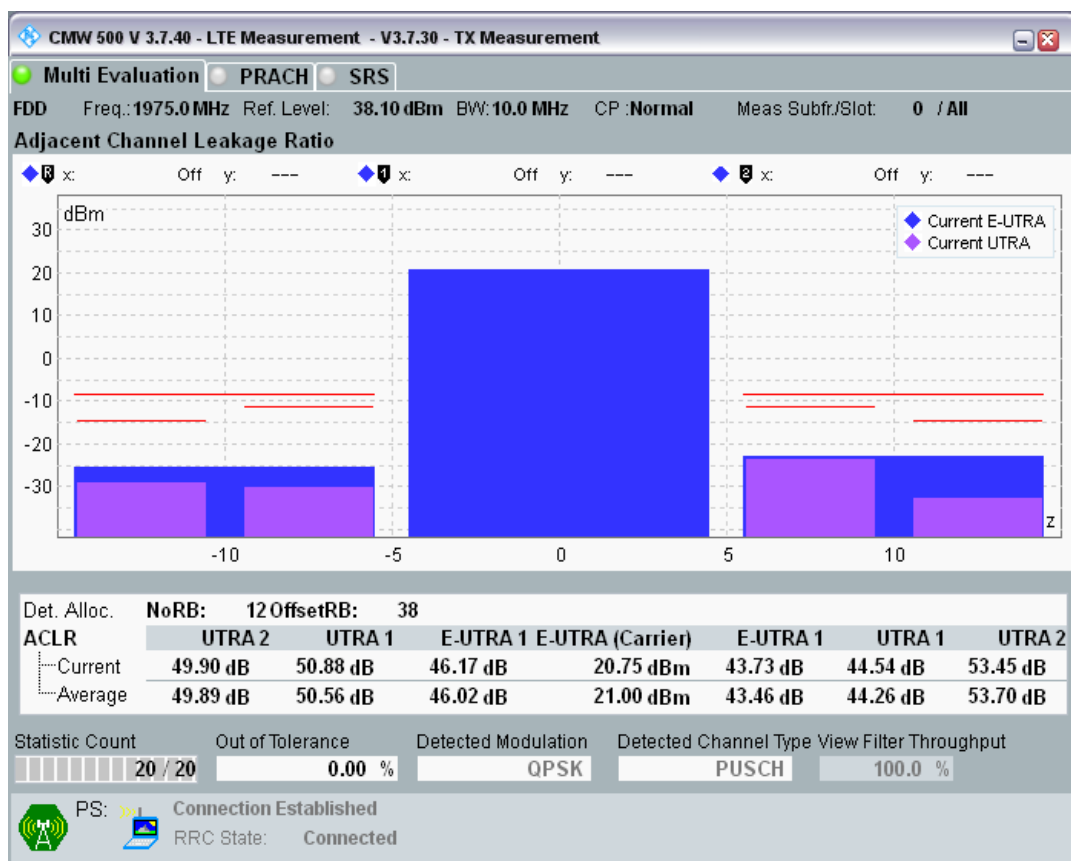 CMW 500 V 3.7.40 - LTE Measurement - V3.7.30 - TX Measurement
Multi Evaluation PRACH SRS
FDD Freq.: 1975.0 MHz Ref. Level: 38.10 dBm BW: 10.0 MHz CP :Normal Meas Subfr./Slot: 0 / All
Adjacent Channel Leakage Ratio
R x: Off y: --- 1 x: Off y: --- 2 x: Off y: ---
dBm
Current E-UTRA
Current UTRA
30
20
10
0
-10
-20
-30
z
-10 -5 0 5 10
Det. Alloc. NoRB: 12 OffsetRB: 38
ACLR UTRA 2 UTRA 1 E-UTRA 1 E-UTRA (Carrier) E-UTRA 1 UTRA 1 UTRA 2
Current 49.90 dB 50.88 dB 46.17 dB 20.75 dBm 43.73 dB 44.54 dB 53.45 dB
Average 49.89 dB 50.56 dB 46.02 dB 21.00 dBm 43.46 dB 44.26 dB 53.70 dB
Statistic Count Out of Tolerance Detected Modulation Detected Channel Type View Filter Throughput
20 / 20 0.00 % QPSK PUSCH 100.0 %
PS: Connection Established
RRC State: Connected